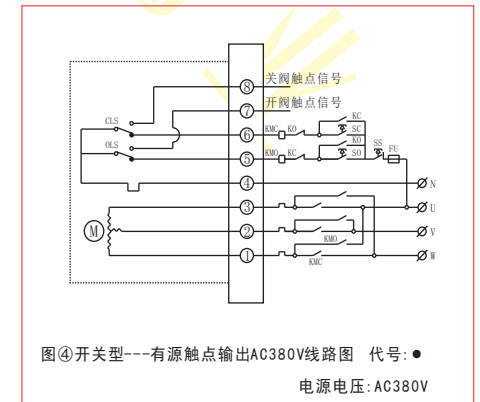 ⑧ 关阀触点信号
⑦ 开阀触点信号
CLS
⑥ KMC KO KC SC
OLS
⑤ KMO KC KO SO SS FU
④ N
③ U
M ② V
KMO
① W
KMC
图④开关型---有源触点输出AC380V线路图 代号:●
电源电压:AC380V